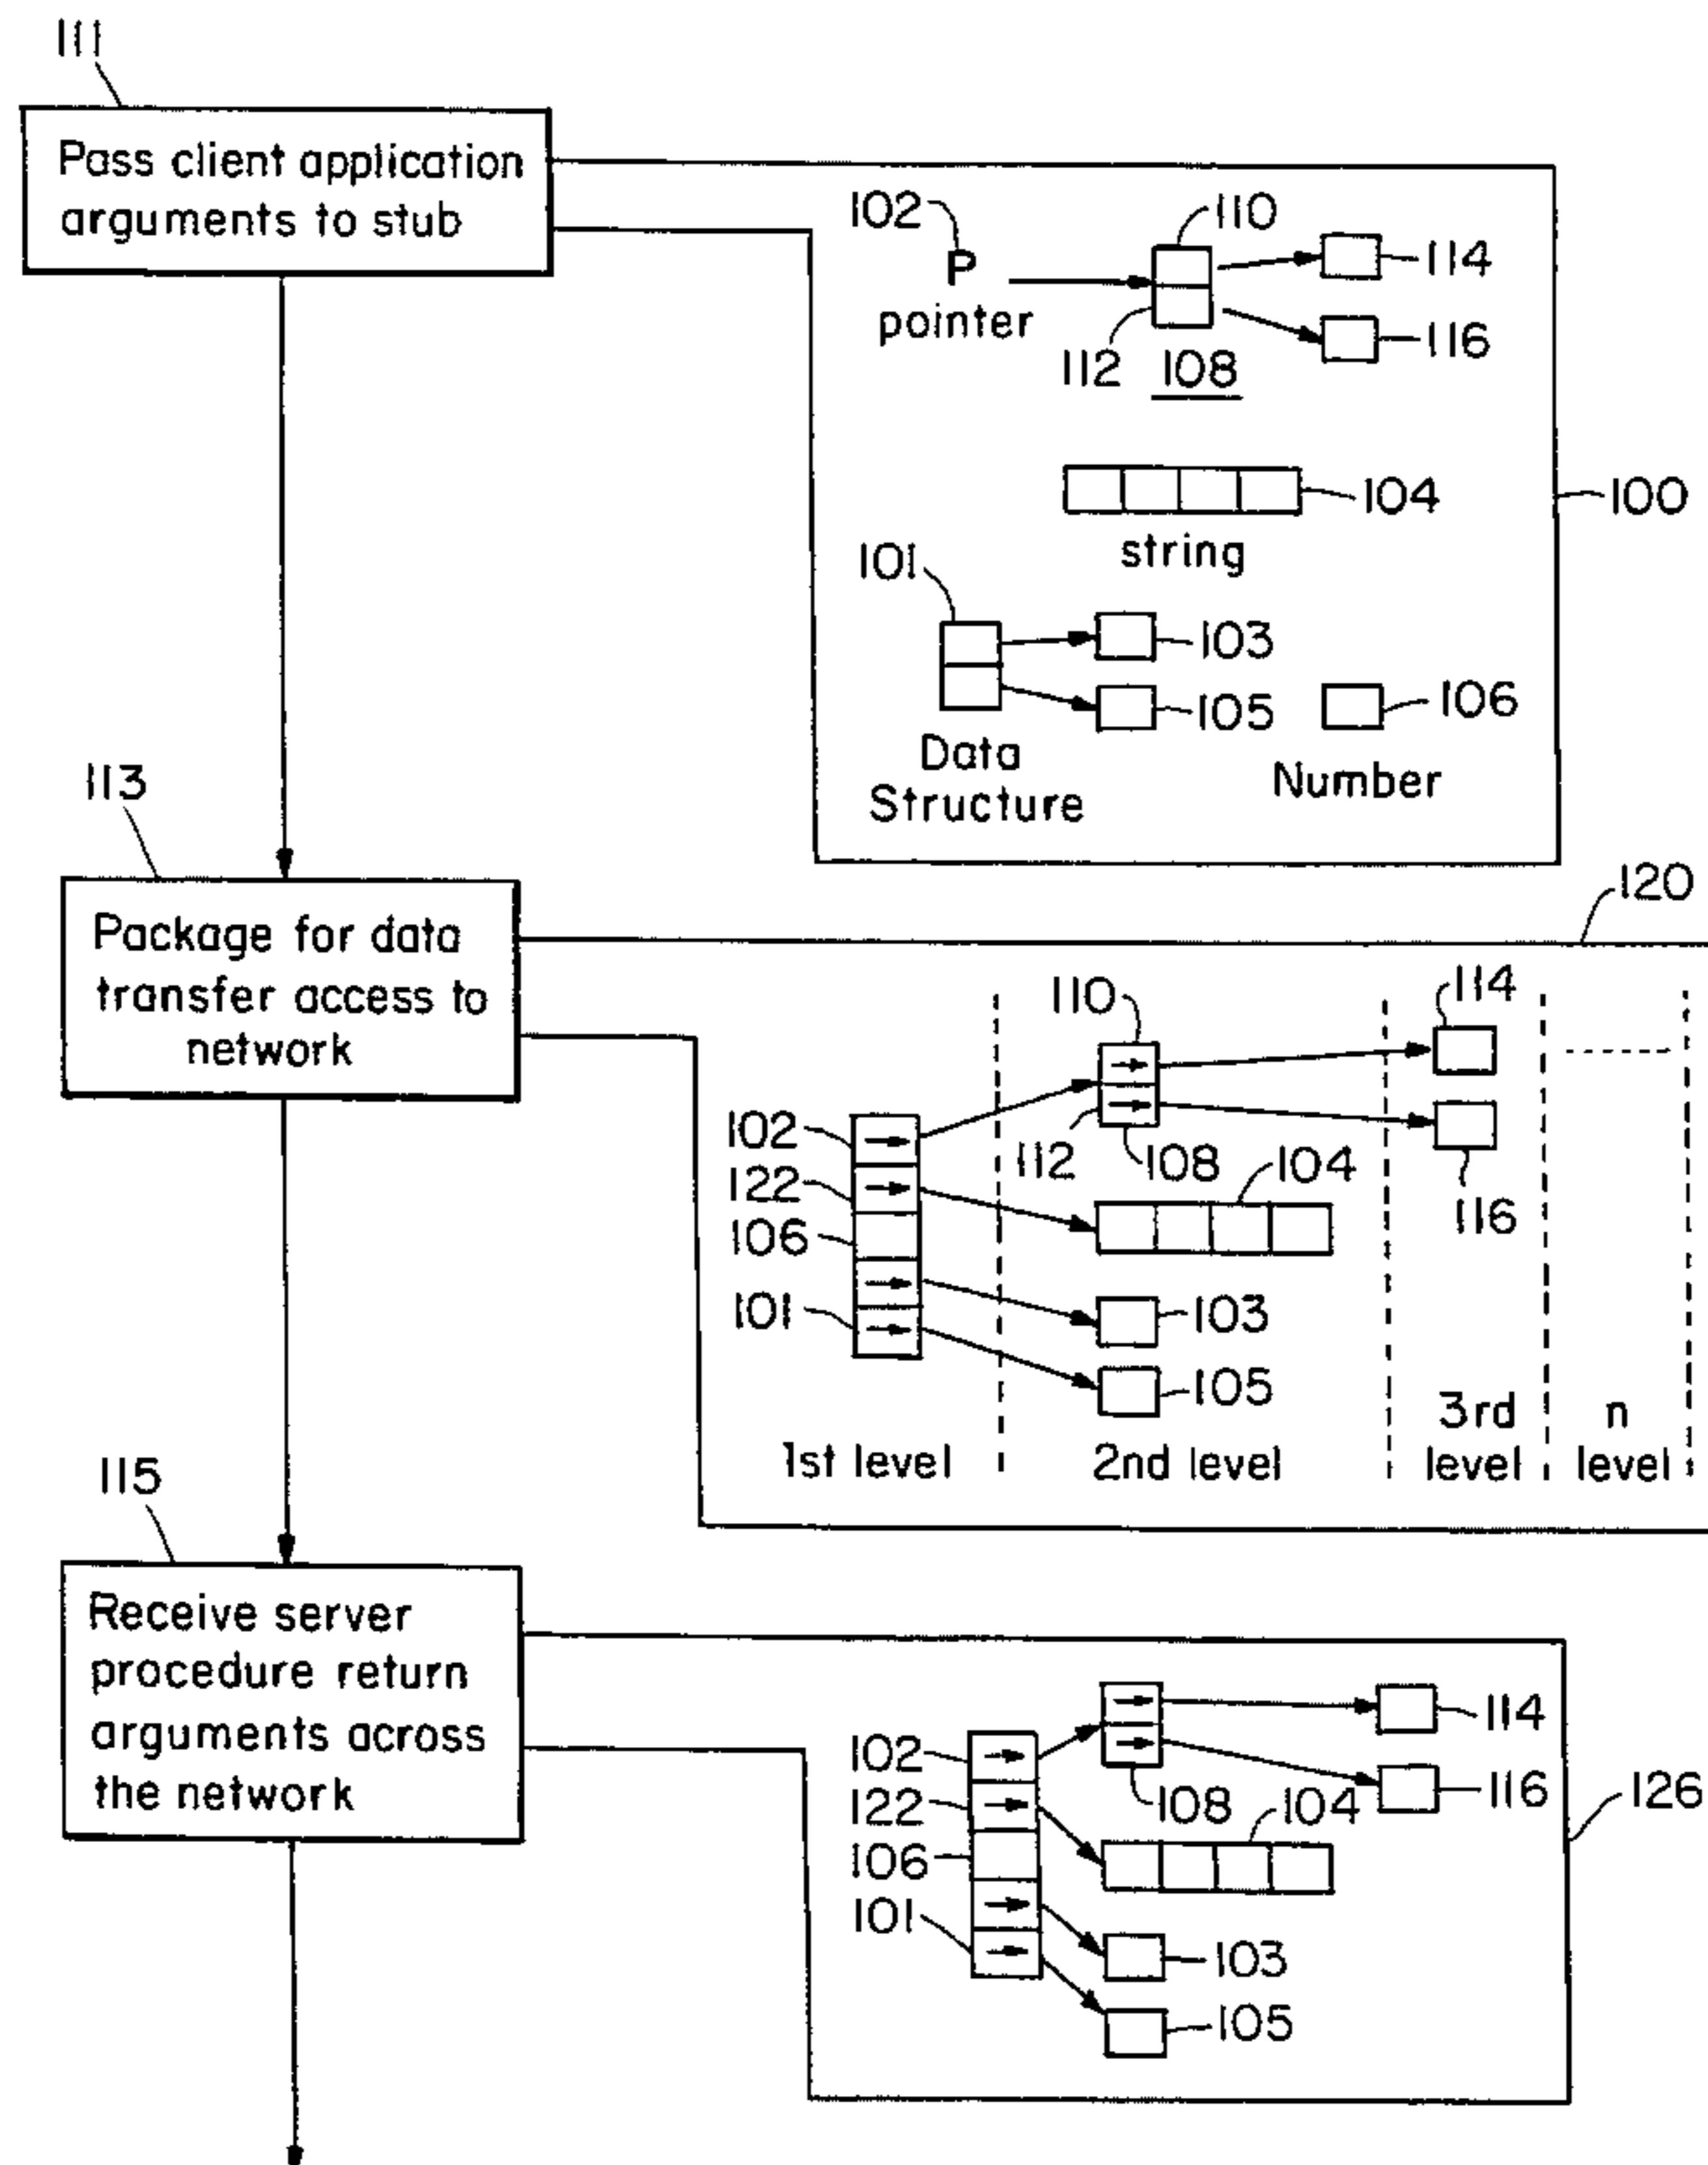 111
Pass client application
arguments to stub
102
P
pointer
110
114
112
108
116
104
string
100
101
103
105
106
Data
Structure
Number
113
Package for data
transfer access to
network
120
110
114
102
112
108
104
116
122
106
103
101
105
1st level
2nd level
3rd
level
n
level
115
Receive server
procedure return
arguments across
the network
114
102
108
104
116
126
122
106
101
103
105